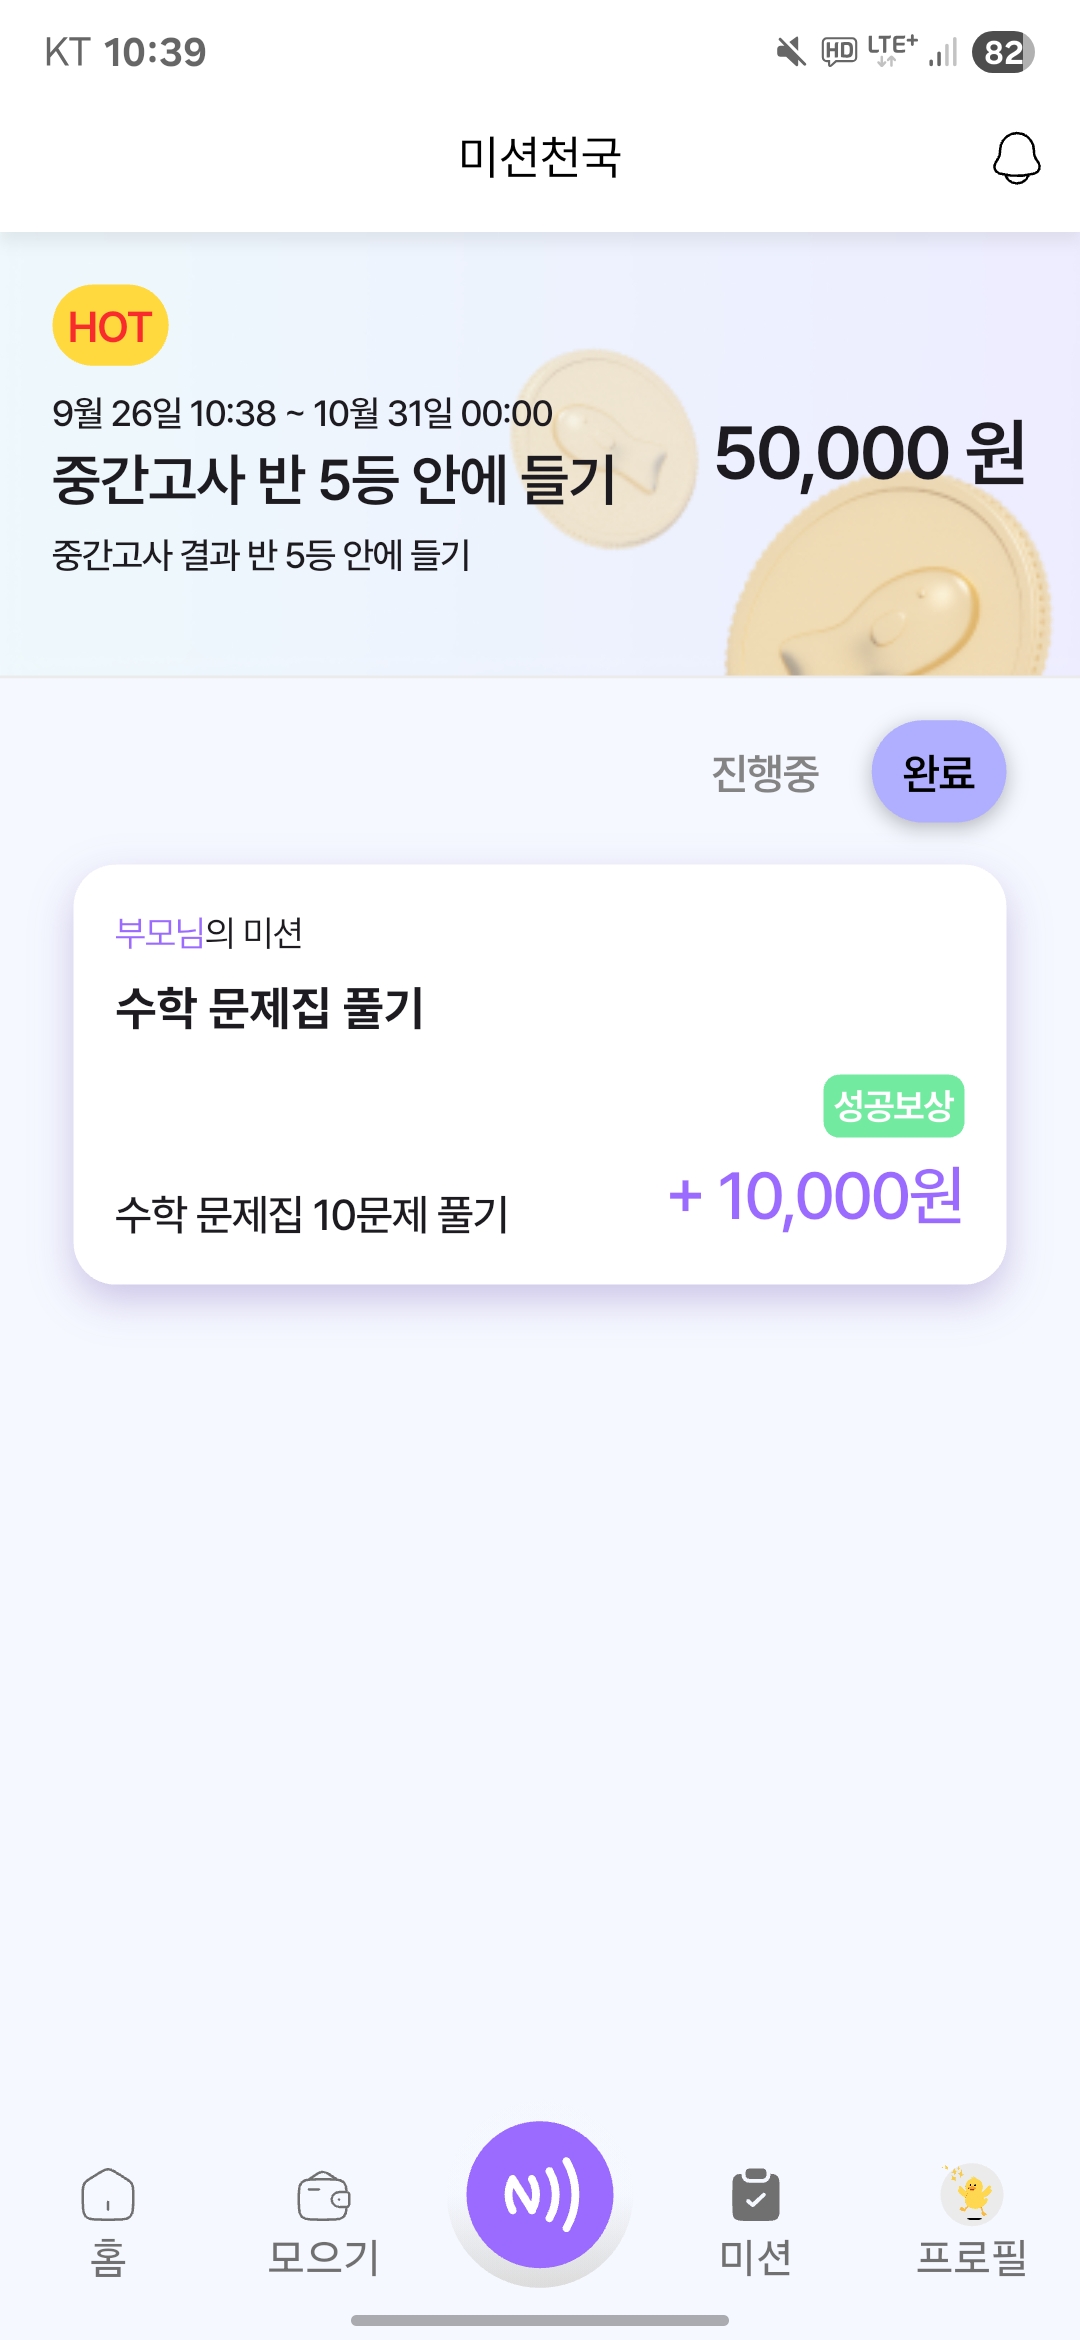 KT 10:39
HD LTE+ 82
미션천국
HOT
9월 26일 10:38 ~ 10월 31일 00:00
중간고사 반 5등 안에 들기
50,000 원
중간고사 결과 반 5등 안에 들기
진행중 완료
부모님의 미션
수학 문제집 풀기
성공보상
수학 문제집 10문제 풀기
+ 10,000원
홈 모으기 미션 프로필